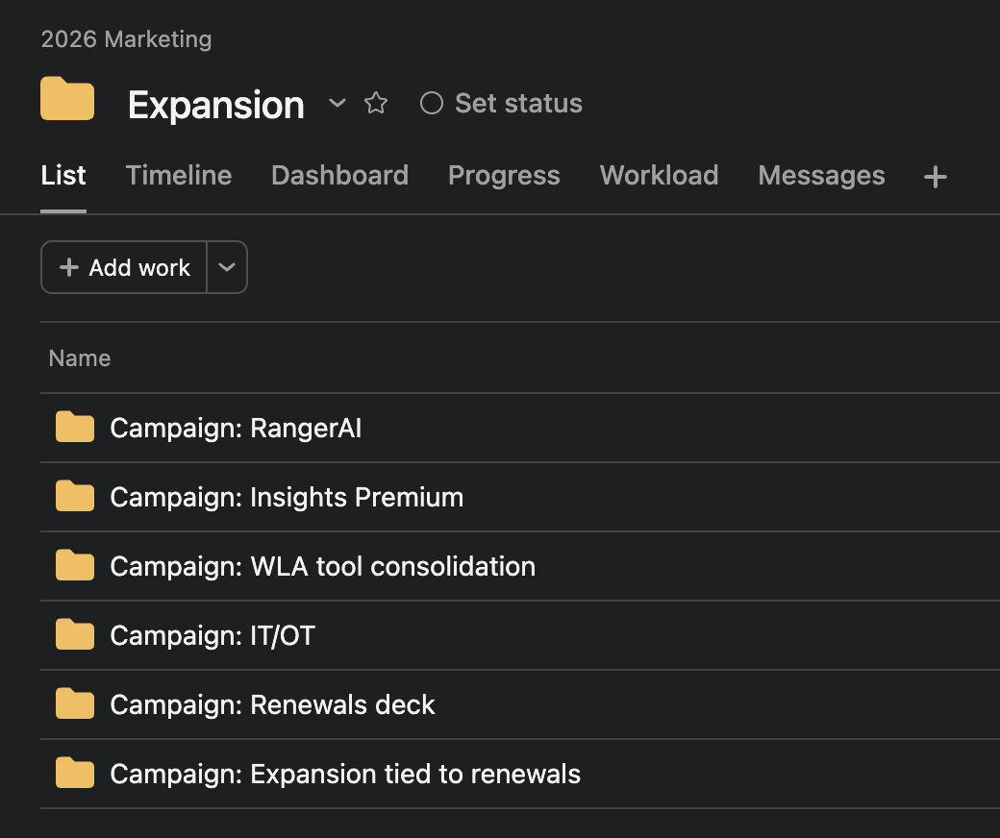 2026 Marketing
Expansion
Set status
List Timeline Dashboard Progress Workload Messages +
+ Add work
Name
Campaign: RangerAI
Campaign: Insights Premium
Campaign: WLA tool consolidation
Campaign: IT/OT
Campaign: Renewals deck
Campaign: Expansion tied to renewals